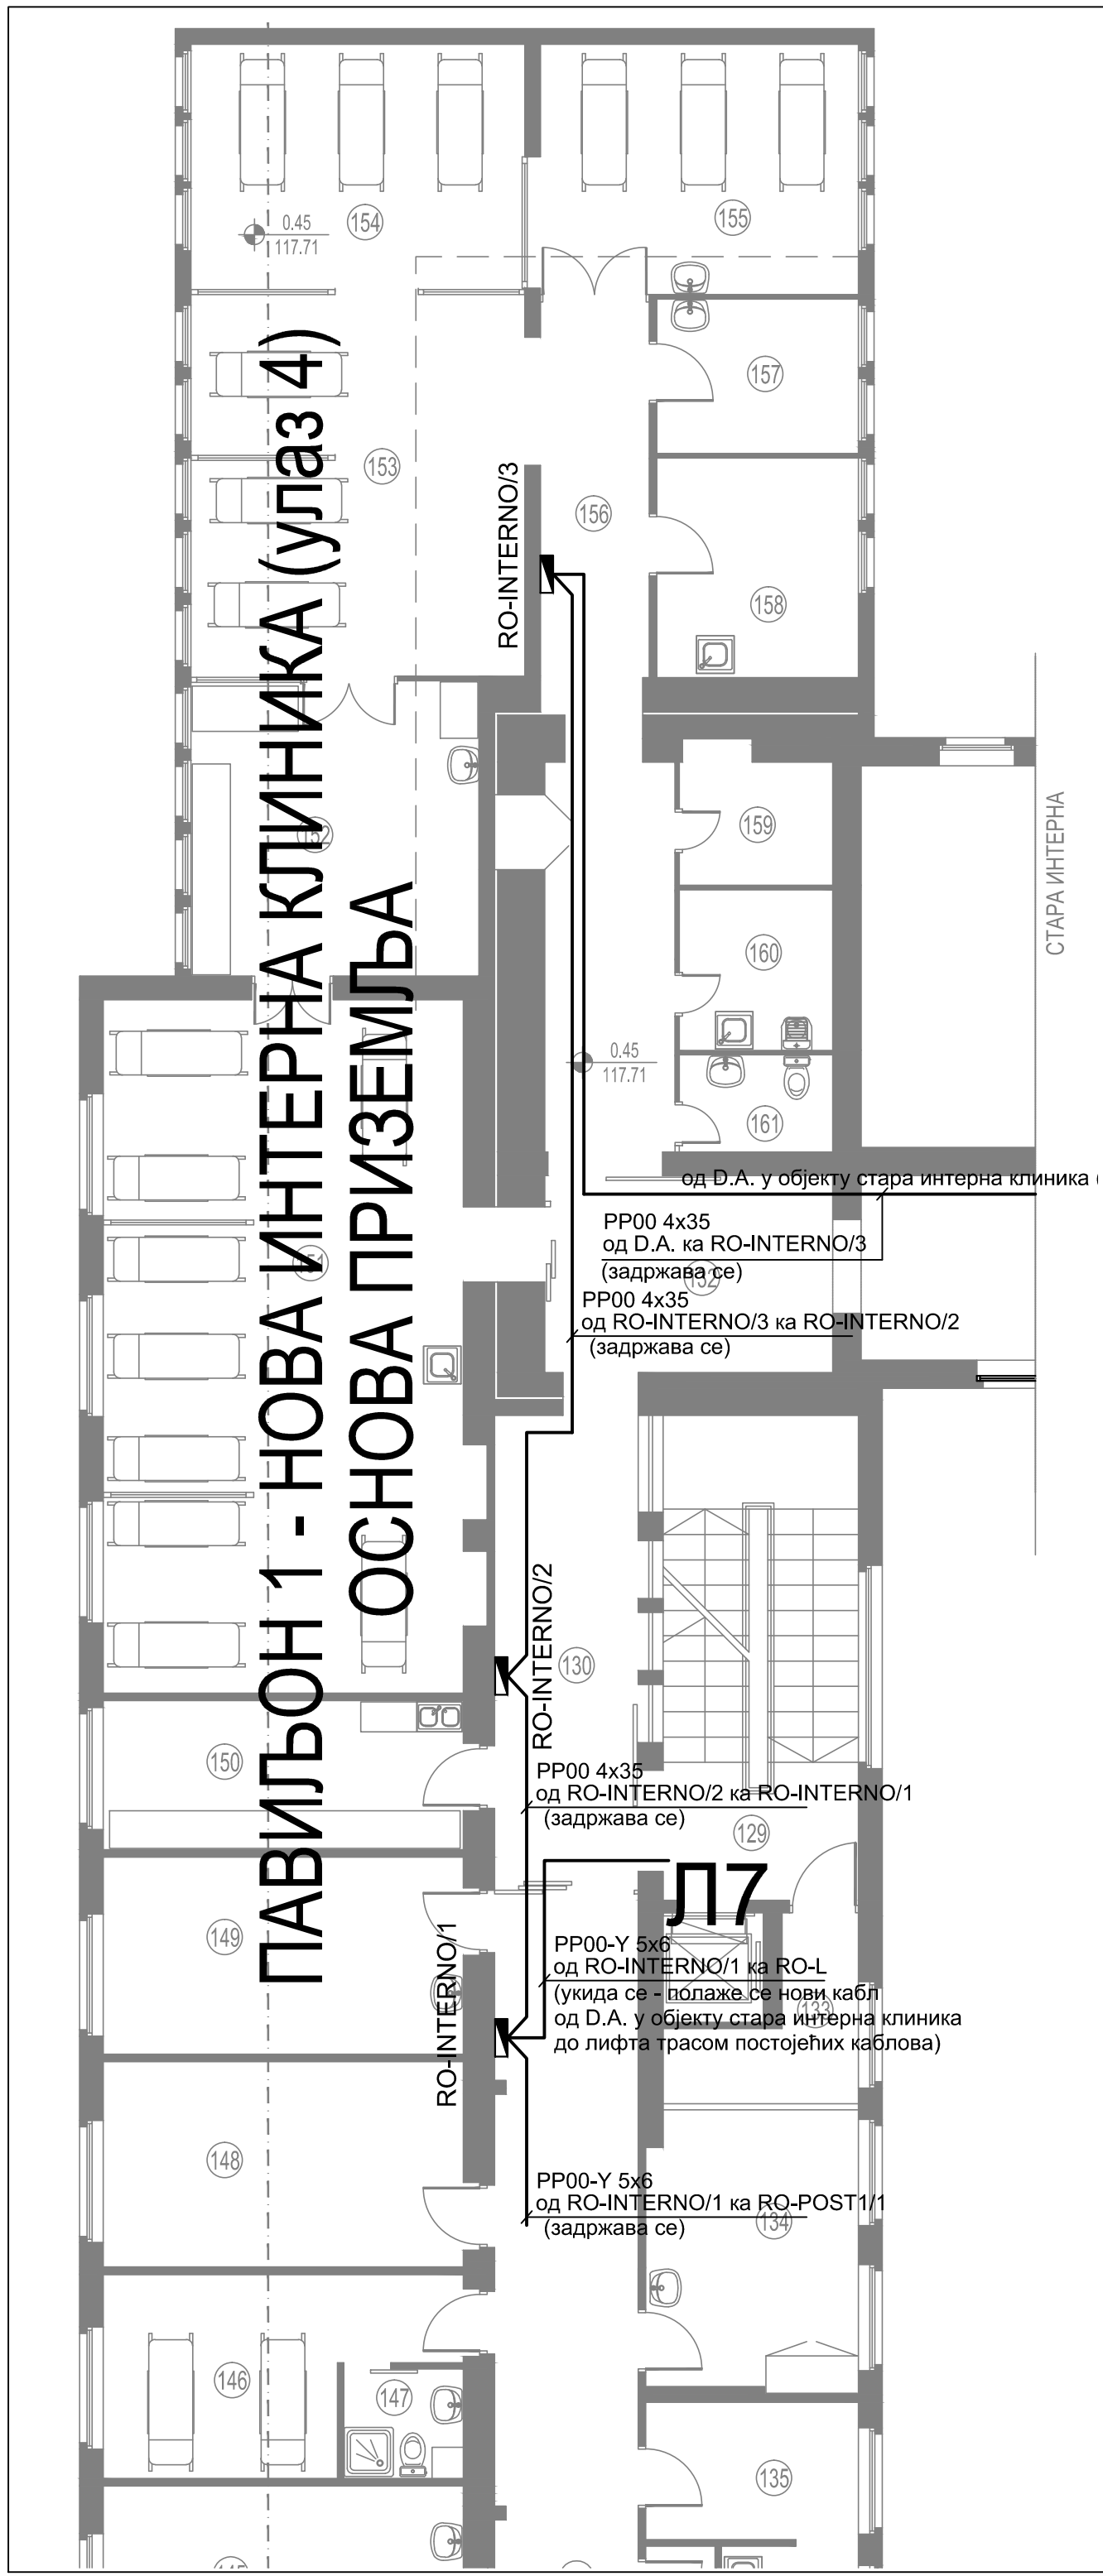 ПАВИЉОН 1 - НОВА ИНТЕРНА КЛИНИКА (улаз 4)
ОСНОВА ПРИЗЕМЉА
154
0.45
117.71
155
157
153
RO-INTERNO/3
156
158
152
159
СТАРА ИНТЕРНА
160
0.45
117.71
161
од D.A. у објекту стара интерна клиника
PP00 4x35
од D.A. ка RO-INTERNO/3
(задржава се)
132
151
PP00 4x35
од RO-INTERNO/3 ка RO-INTERNO/2
(задржава се)
RO-INTERNO/2
130
150
PP00 4x35
од RO-INTERNO/2 ка RO-INTERNO/1
(задржава се)
129
Л7
149
RO-INTERNO/1
PP00-Y 5x6
од RO-INTERNO/1 ка RO-L
(укида се - полаже се нови кабл
од D.A. у објекту стара интерна клиника
до лифта трасом постојећих каблова)
133
148
PP00-Y 5x6
од RO-INTERNO/1 ка RO-POST1/1
(задржава се)
134
146
147
135